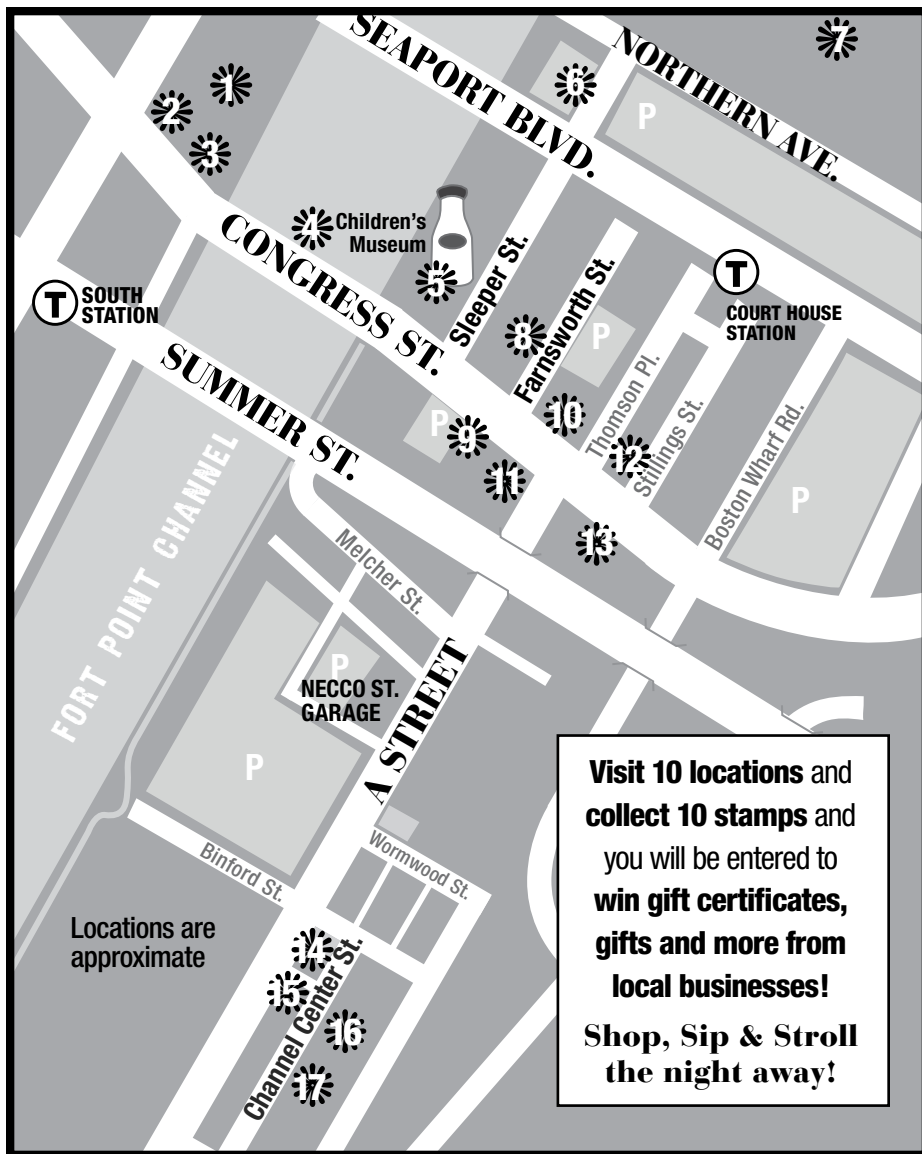 SEAPORT BLVD.
NORTHERN AVE.
7
1
2
3
6
P
4
Children's
Museum
5
CONGRESS ST.
Sleeper St.
T
SOUTH
STATION
T
COURT HOUSE
STATION
8
Farnsworth St.
P
SUMMER ST.
P
9
10
Thomson Pl.
12
Stillings St.
11
13
Boston Wharf Rd.
P
FORT POINT CHANNEL
Melcher St.
P
NECCO ST.
GARAGE
A STREET
P
Binford St.
Wormwood St.
Locations are
approximate
14
15
Channel Center St.
16
17
Visit 10 locations and
collect 10 stamps and
you will be entered to
win gift certificates,
gifts and more from
local businesses!
Shop, Sip & Stroll
the night away!